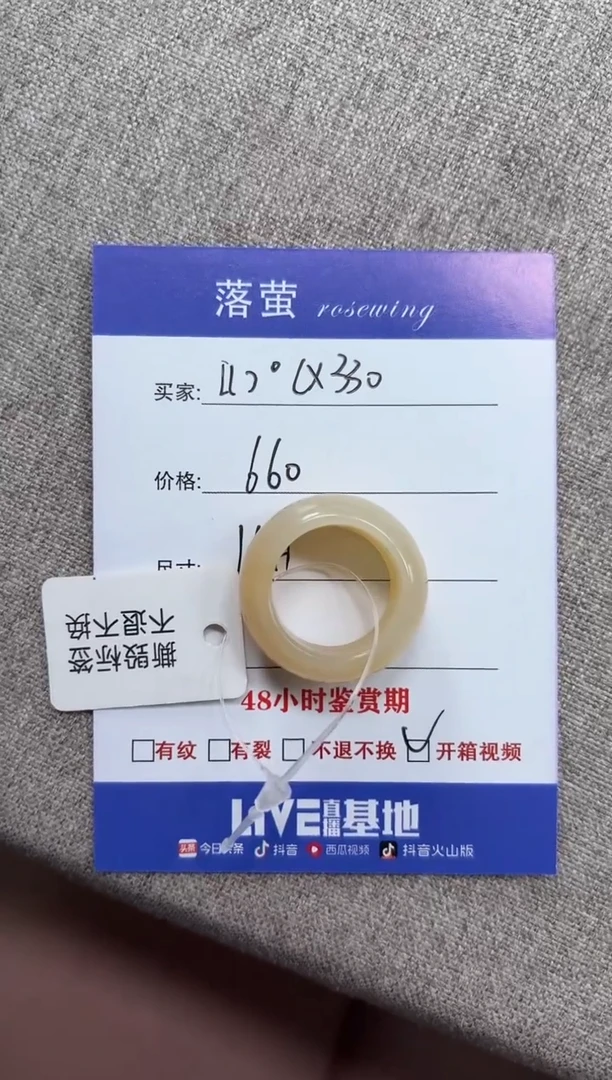 落萤 rosewing
买家:
价格: 660
尺寸:
不退不换
撕毁标签
48小时鉴赏期
有纹 有裂 不退不换 开箱视频
LIVE直播基地
今日头条 抖音 西瓜视频 抖音火山版